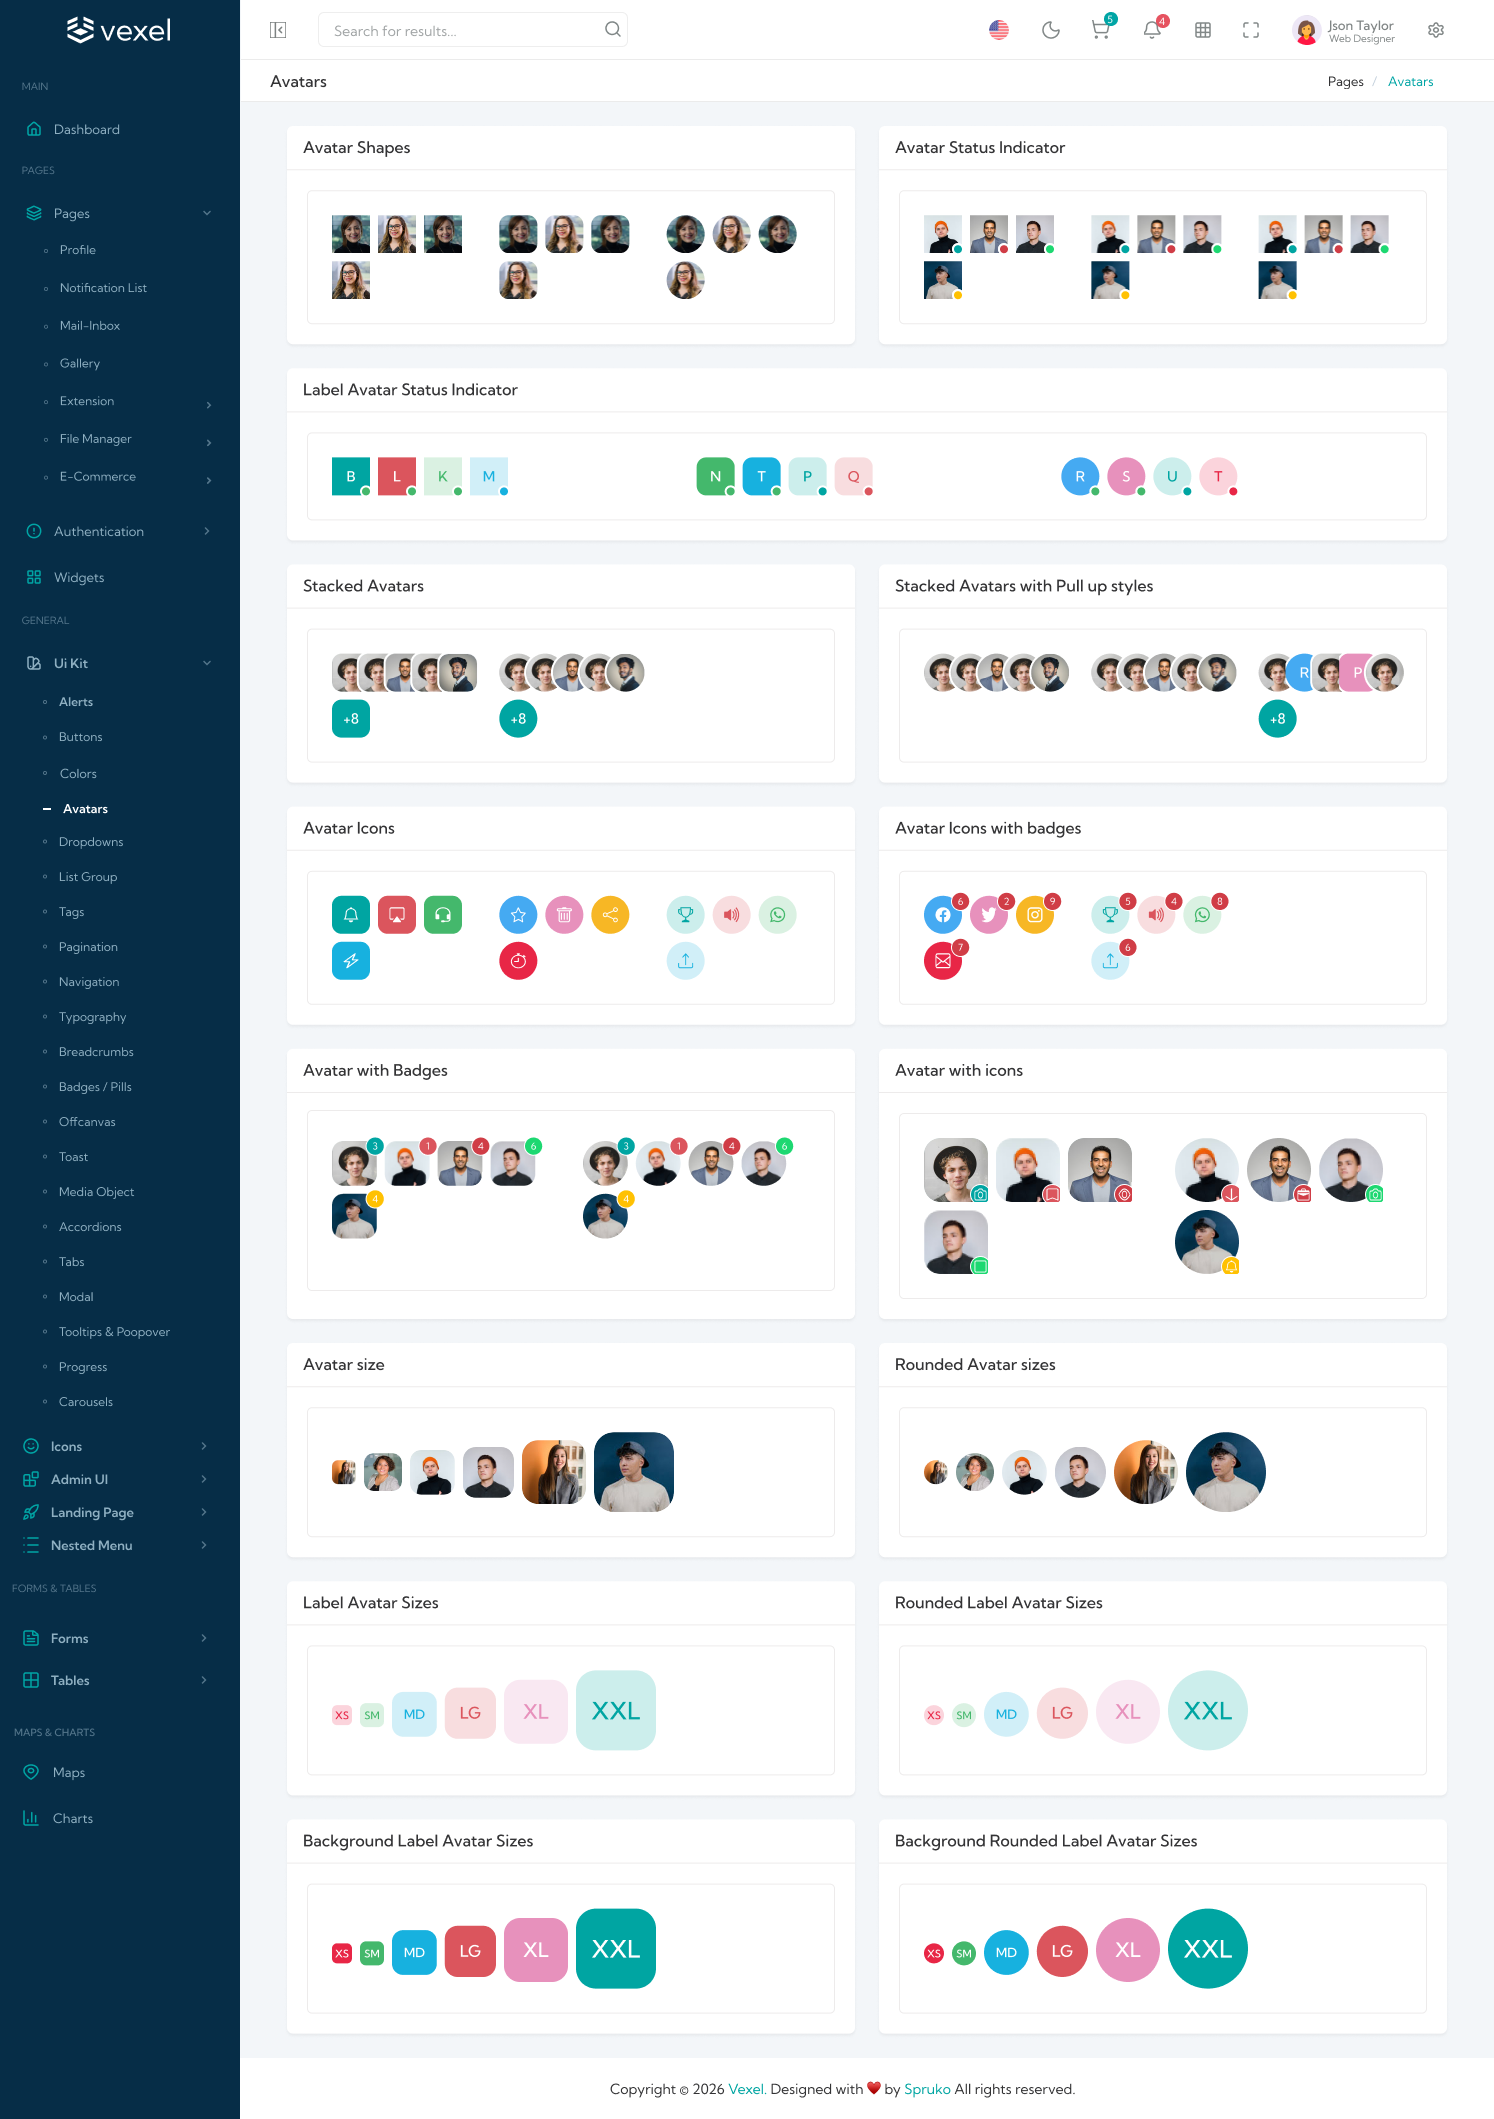 vexel
Search for results...
5
4
Json Taylor
Web Designer
Avatars
Pages / Avatars
MAIN
Dashboard
PAGES
Pages
Profile
Notification List
Mail-Inbox
Gallery
Extension
File Manager
E-Commerce
Authentication
Widgets
GENERAL
Ui Kit
Alerts
Buttons
Colors
Avatars
Dropdowns
List Group
Tags
Pagination
Navigation
Typography
Breadcrumbs
Badges / Pills
Offcanvas
Toast
Media Object
Accordions
Tabs
Modal
Tooltips & Poopover
Progress
Carousels
Icons
Admin UI
Landing Page
Nested Menu
FORMS & TABLES
Forms
Tables
MAPS & CHARTS
Maps
Charts
Avatar Shapes
Avatar Status Indicator
Label Avatar Status Indicator
B L K M N T P Q R S U T
Stacked Avatars
+8 +8
Stacked Avatars with Pull up styles
R P
+8
Avatar Icons
Avatar Icons with badges
6 2 9 5 4 8
7 6
Avatar with Badges
3 1 4 6 3 1 4 6
4 4
Avatar with icons
Avatar size
Rounded Avatar sizes
Label Avatar Sizes
XS SM MD LG XL XXL
Rounded Label Avatar Sizes
XS SM MD LG XL XXL
Background Label Avatar Sizes
XS SM MD LG XL XXL
Background Rounded Label Avatar Sizes
XS SM MD LG XL XXL
Copyright © 2026 Vexel. Designed with ❤ by Spruko All rights reserved.